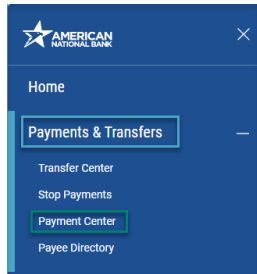 AMERICAN
NATIONAL BANK
Home
Payments & Transfers
Transfer Center
Stop Payments
Payment Center
Payee Directory